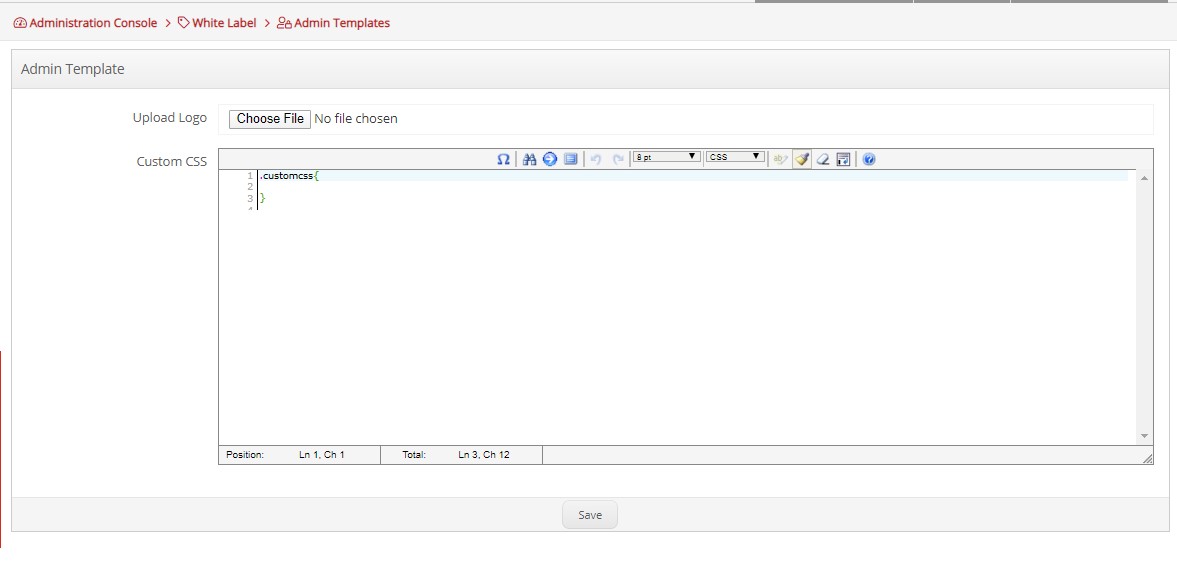 Administration Console > White Label > Admin Templates
Admin Template
Upload Logo Choose File No file chosen
Custom CSS
8 pt CSS
1 .customcss{
2
3 }
4
Position: Ln 1, Ch 1 Total: Ln 3, Ch 12
Save